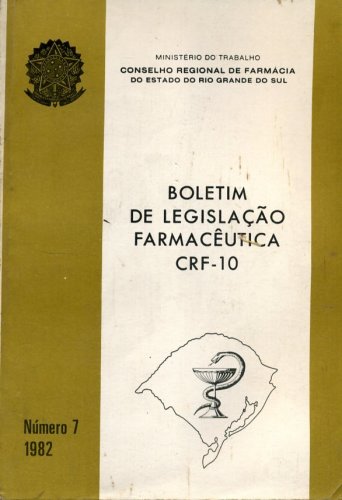 MINISTÉRIO DO TRABALHO
CONSELHO REGIONAL DE FARMÁCIA
DO ESTADO DO RIO GRANDE DO SUL
BOLETIM
DE LEGISLAÇÃO
FARMACÊUTICA
CRF-10
Número 7
1982